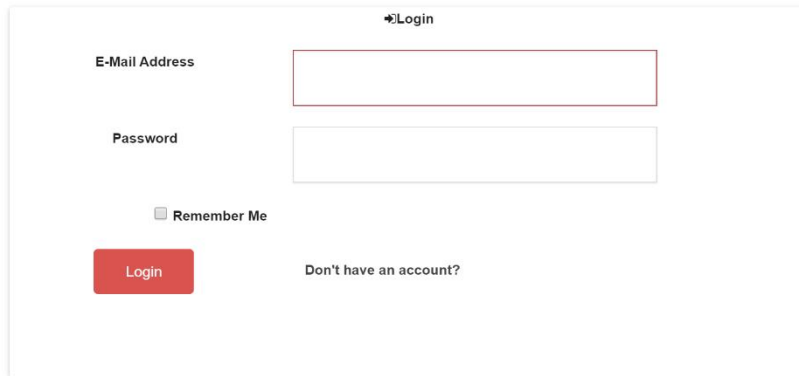 Login
E-Mail Address
Password
Remember Me
Login
Don't have an account?